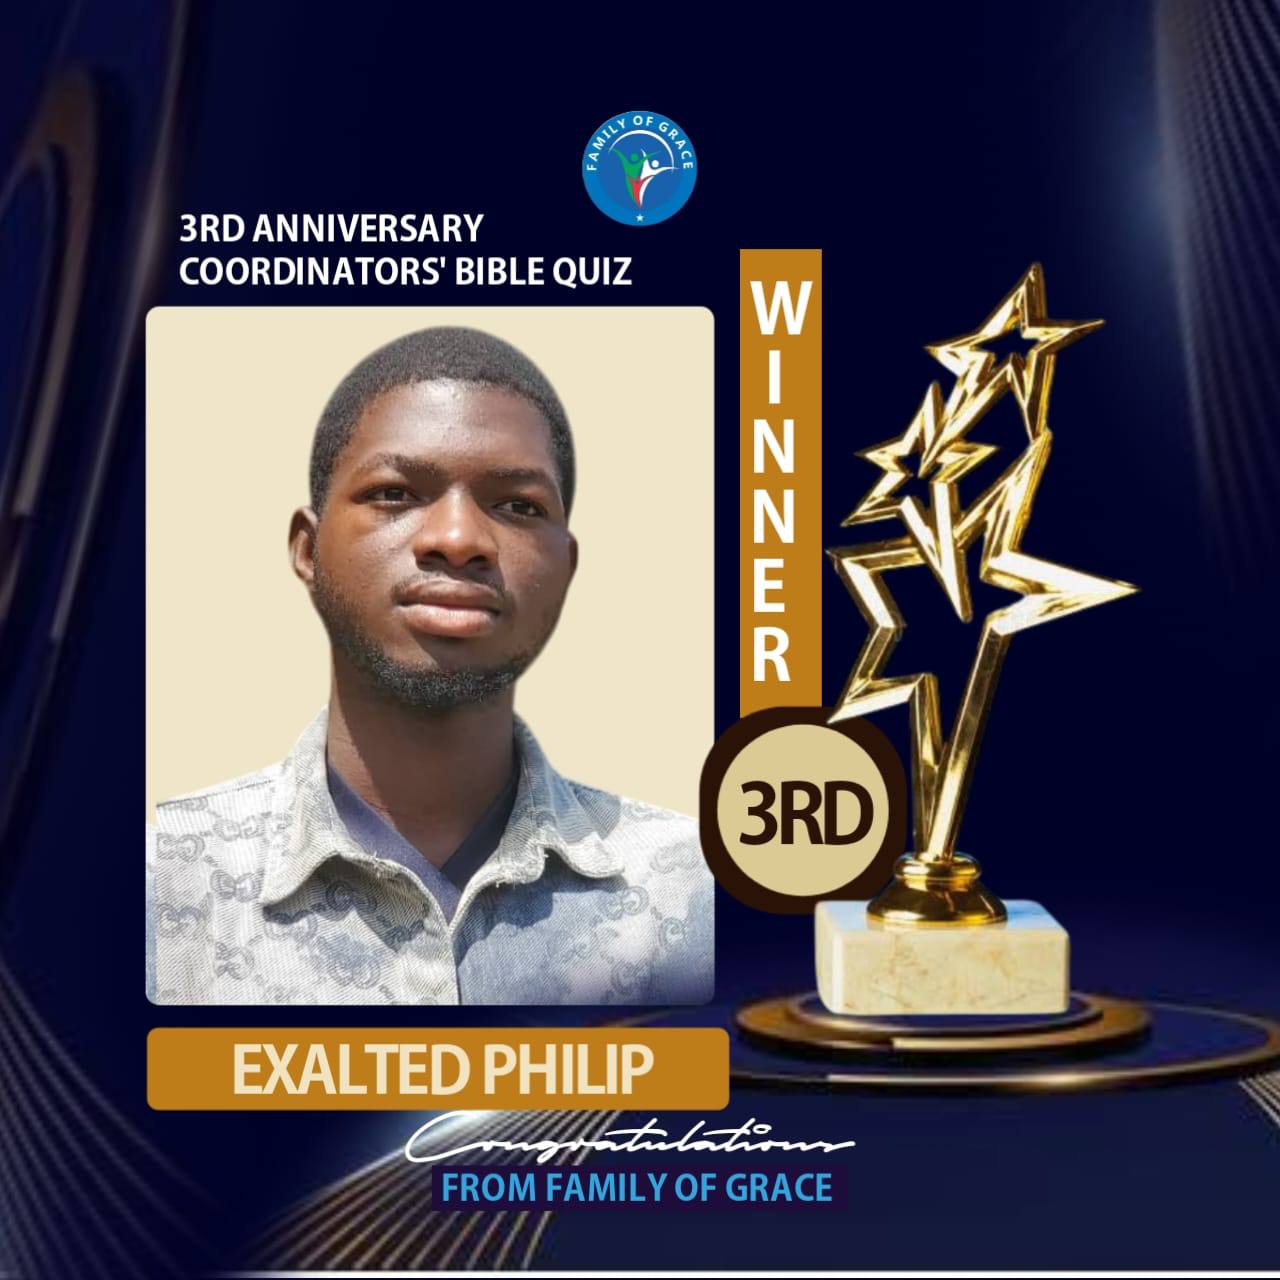 FAMILY OF GRACE
3RD ANNIVERSARY
COORDINATORS' BIBLE QUIZ
WINNER
3RD
EXALTED PHILIP
Congratulations
FROM FAMILY OF GRACE